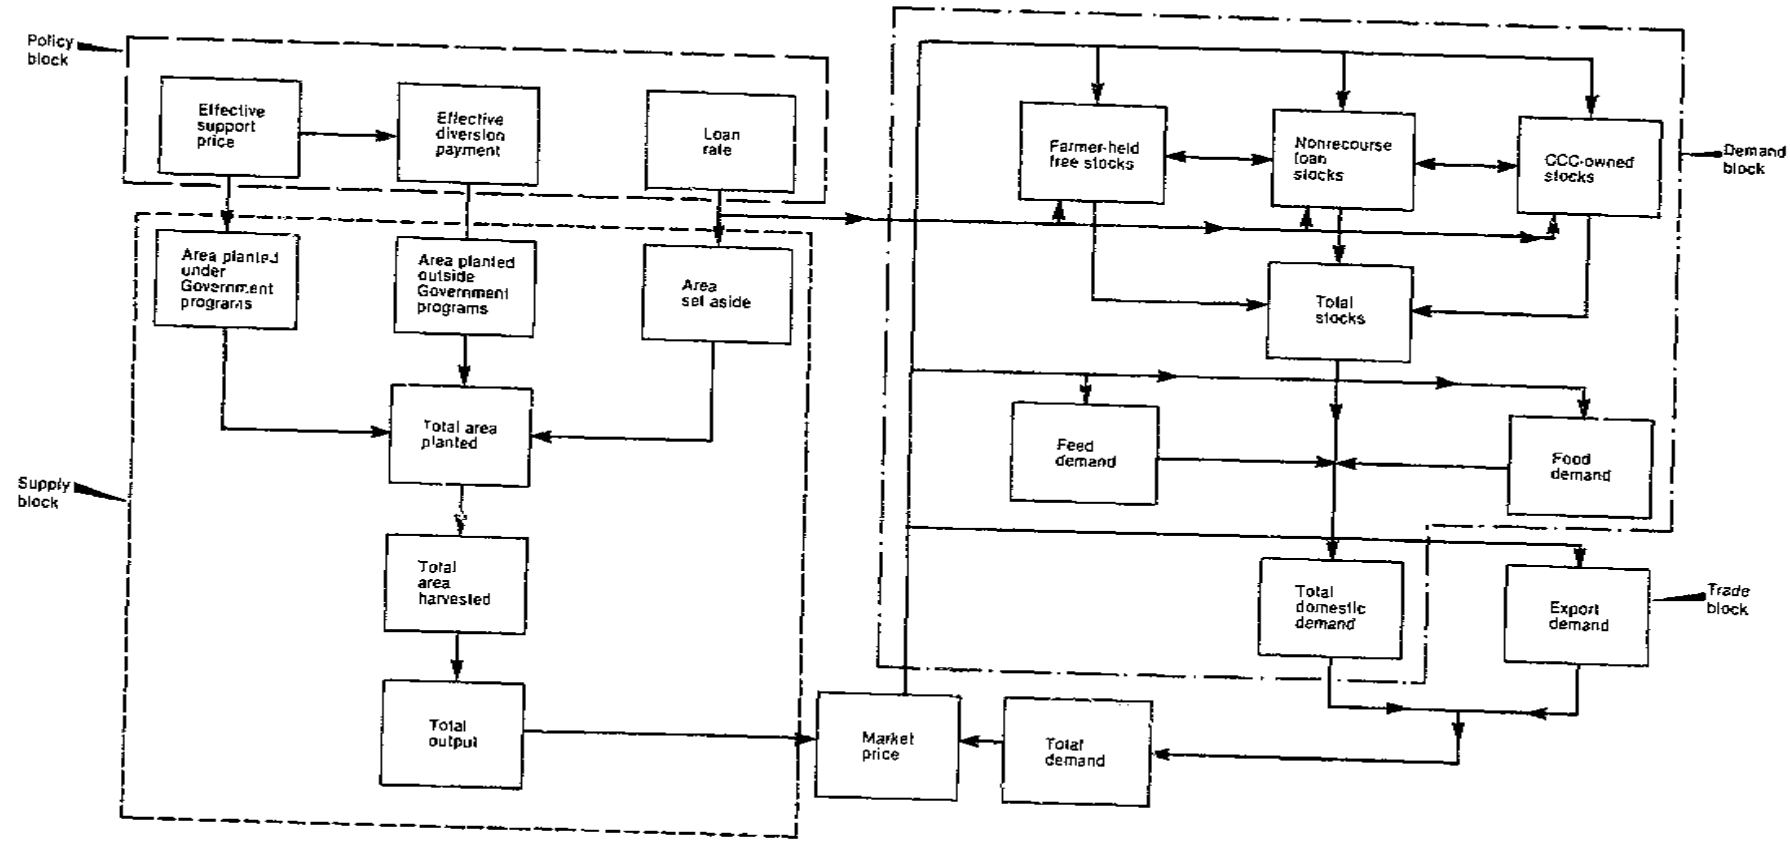 Policy
block
Effective
support
price
Effective
diversion
payment
Loan
rate
Farmer-held
free stocks
Nonrecourse
loan
stocks
CCC-owned
stocks
Demand
block
Area planted
under
Government
programs
Area planted
outside
Government
programs
Area
set aside
Total
stocks
Total area
planted
Feed
demand
Food
demand
Supply
block
Total
area
harvested
Total
domestic
demand
Export
demand
Trade
block
Total
output
Market
price
Total
demand